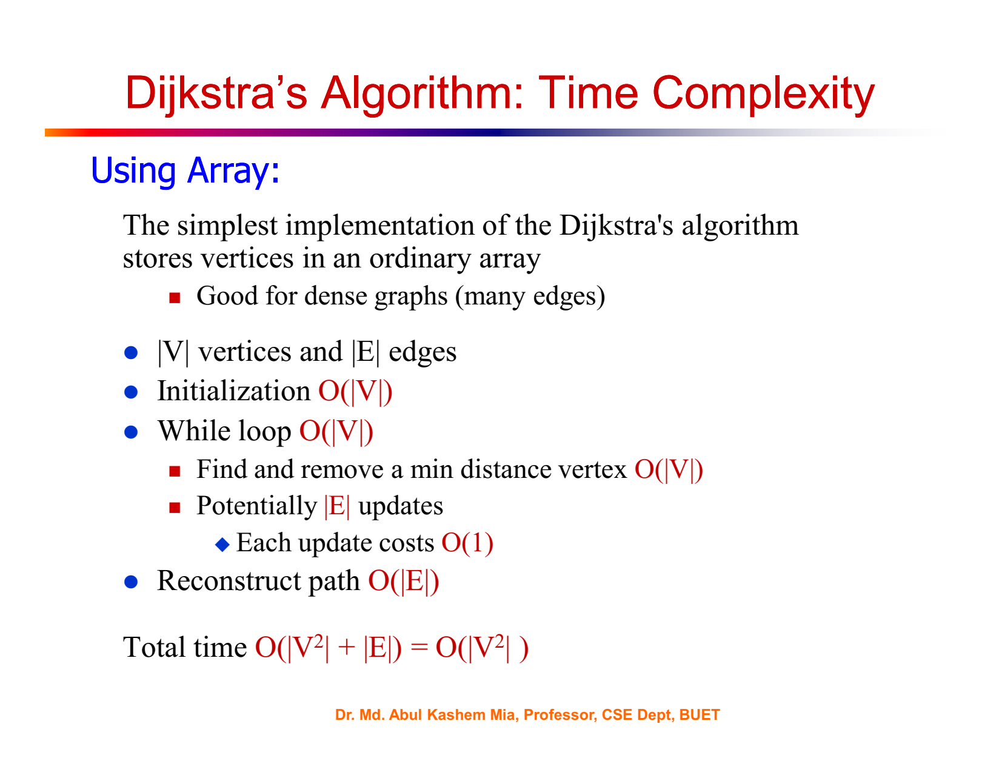 Dijkstra’s Algorithm: Time Complexity
Using Array:
The simplest implementation of the Dijkstra's algorithm
stores vertices in an ordinary array
■ Good for dense graphs (many edges)
● |V| vertices and |E| edges
● Initialization O(|V|)
● While loop O(|V|)
■ Find and remove a min distance vertex O(|V|)
■ Potentially |E| updates
◆ Each update costs O(1)
● Reconstruct path O(|E|)
Total time O(|V²| + |E|) = O(|V²| )
Dr. Md. Abul Kashem Mia, Professor, CSE Dept, BUET